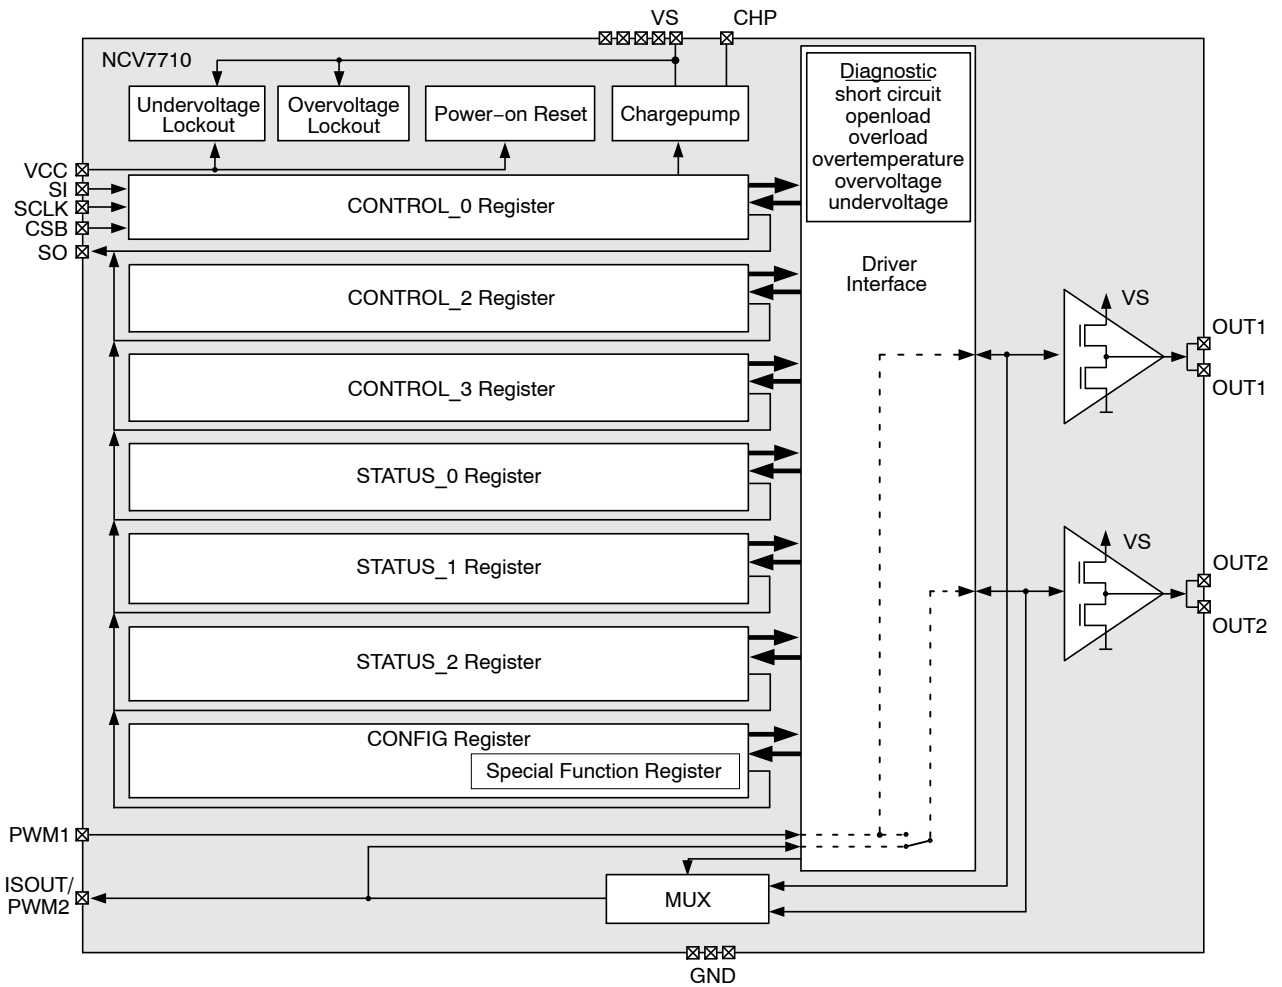 VS
CHP
NCV7710
Undervoltage
Lockout
Overvoltage
Lockout
Power−on Reset
Chargepump
Diagnostic
short circuit
openload
overload
overtemperature
overvoltage
undervoltage
VCC
SI
SCLK
CSB
SO
CONTROL_0 Register
CONTROL_2 Register
CONTROL_3 Register
STATUS_0 Register
STATUS_1 Register
STATUS_2 Register
CONFIG Register
Special Function Register
Driver
Interface
VS
OUT1
OUT1
VS
OUT2
OUT2
PWM1
ISOUT/
PWM2
MUX
GND